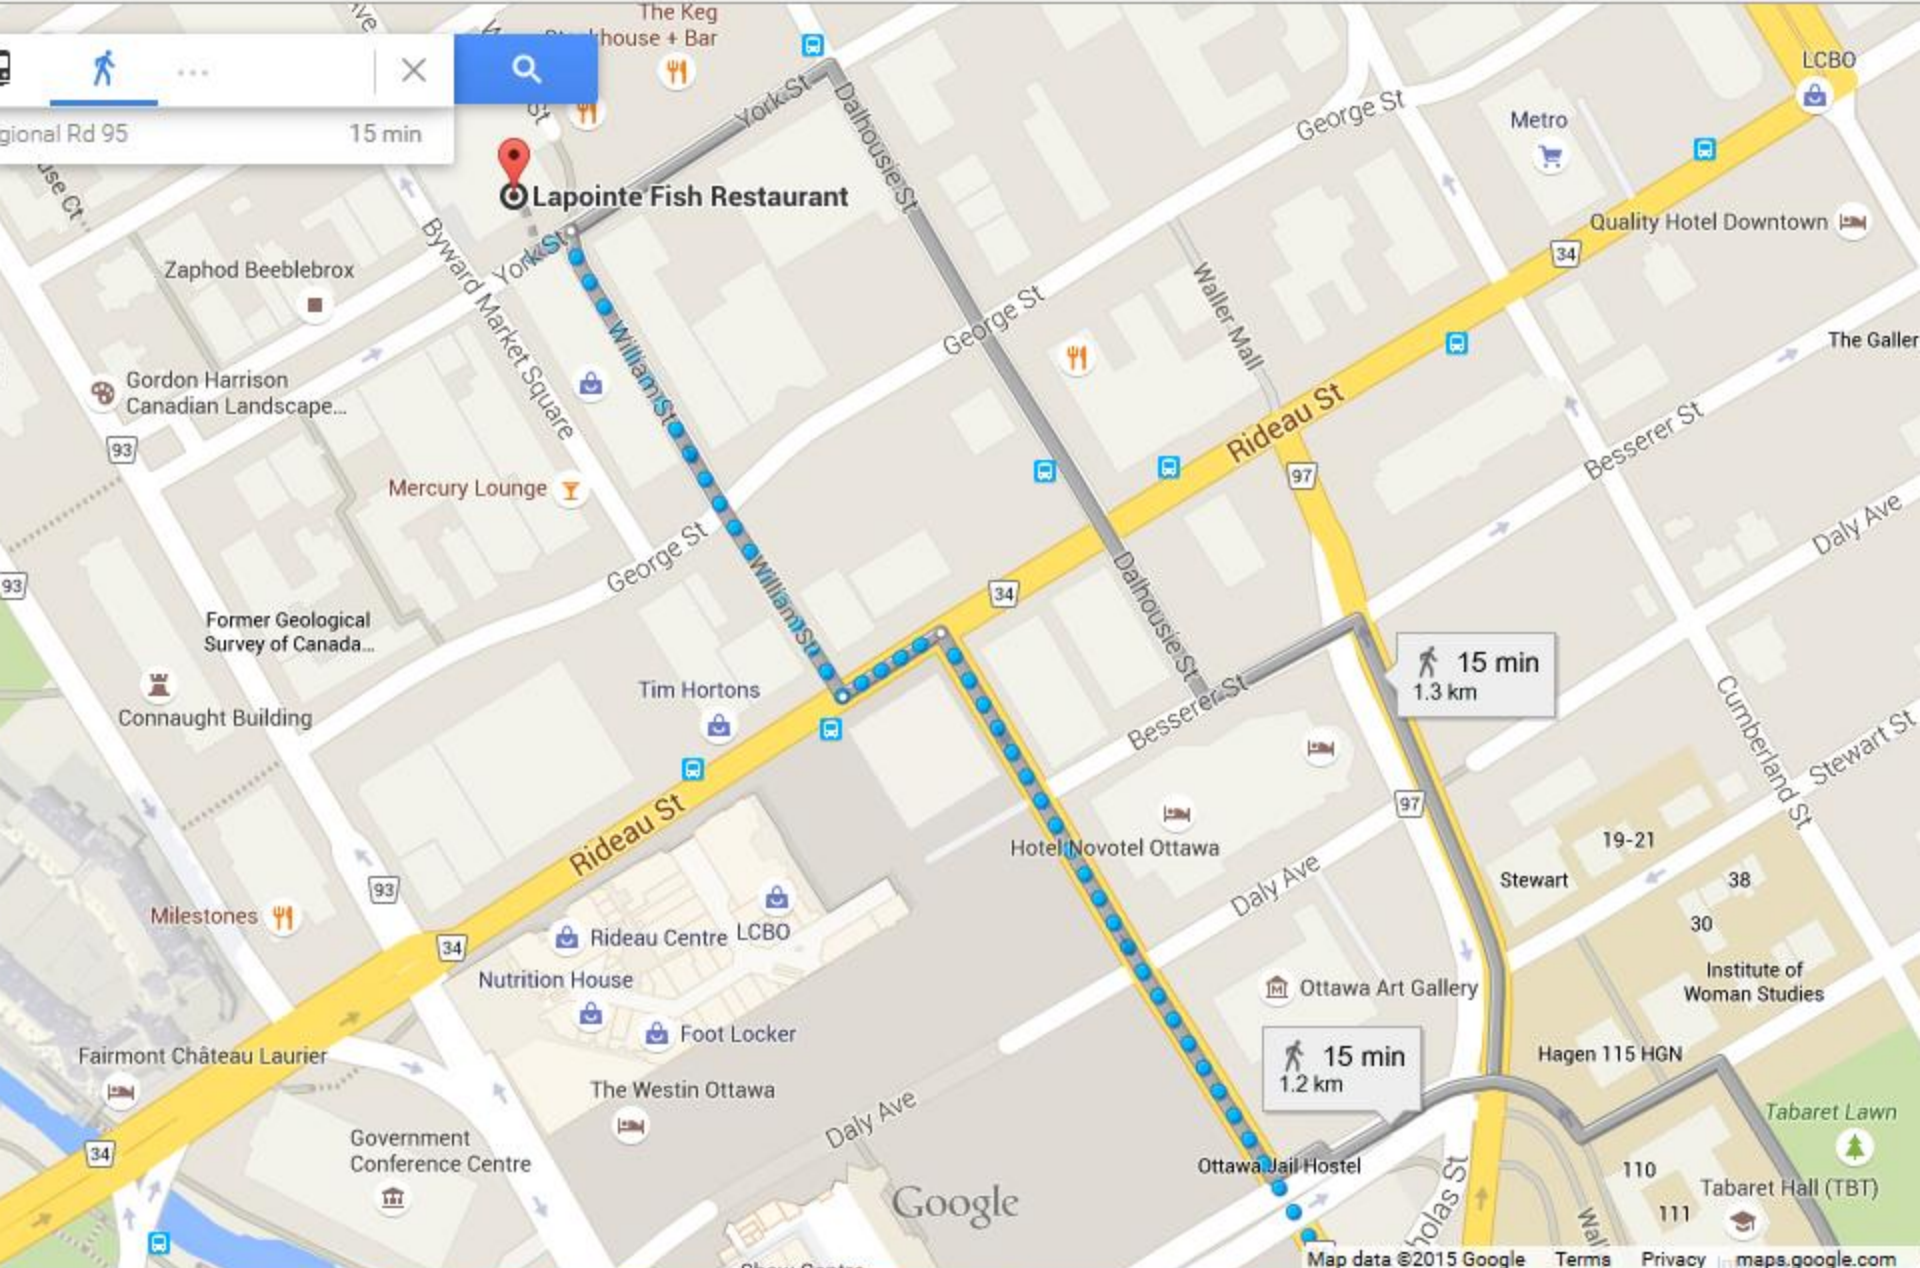 The Keg
St khouse + Bar
LCBO
York St
Dalhousie St
George St
Metro
gional Rd 95
15 min
St
Lapointe Fish Restaurant
Quality Hotel Downtown
34
Byward Market Square
York St
Zaphod Beeblebrox
Waller Mall
George St
William St
The Galler
Gordon Harrison
Canadian Landscape...
93
Rideau St
Besserer St
97
Mercury Lounge
Daly Ave
George St
William St
Dalhousie St
93
34
Former Geological
Survey of Canada...
15 min
1.3 km
Tim Hortons
Besserer St
Connaught Building
Cumberland St
Stewart St
97
Rideau St
Hotel Novotel Ottawa
19-21
Stewart
38
Daly Ave
93
Milestones
30
34
Rideau Centre
LCBO
Nutrition House
Ottawa Art Gallery
Institute of
Woman Studies
Foot Locker
Fairmont Château Laurier
15 min
1.2 km
Hagen 115 HGN
The Westin Ottawa
Daly Ave
Tabaret Lawn
34
Government
Conference Centre
Ottawa Jail Hostel
110
Tabaret Hall (TBT)
Google
111
holas St
Wall
Map data ©2015 Google Terms Privacy maps.google.com